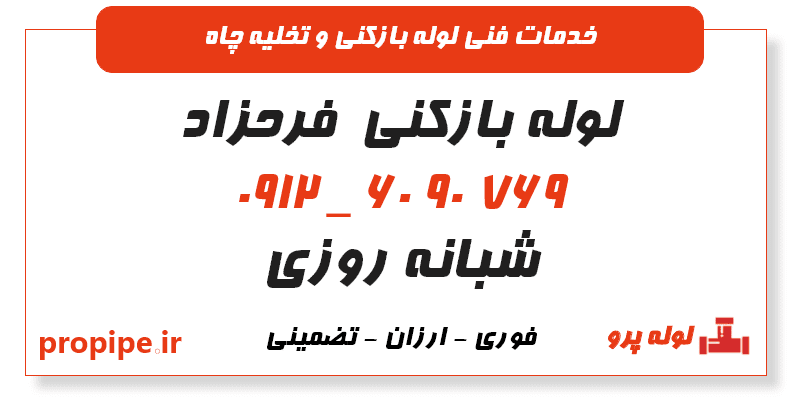 خدمات فنی لوله بازکنی و تخلیه چاه
لوله بازکنی فرحزاد
۰۹۱۲ _ ۶۰۹۰ ۷۶۹
شبانه روزی
فوری - ارزان - تضمینی
لوله پرو
propipe.ir